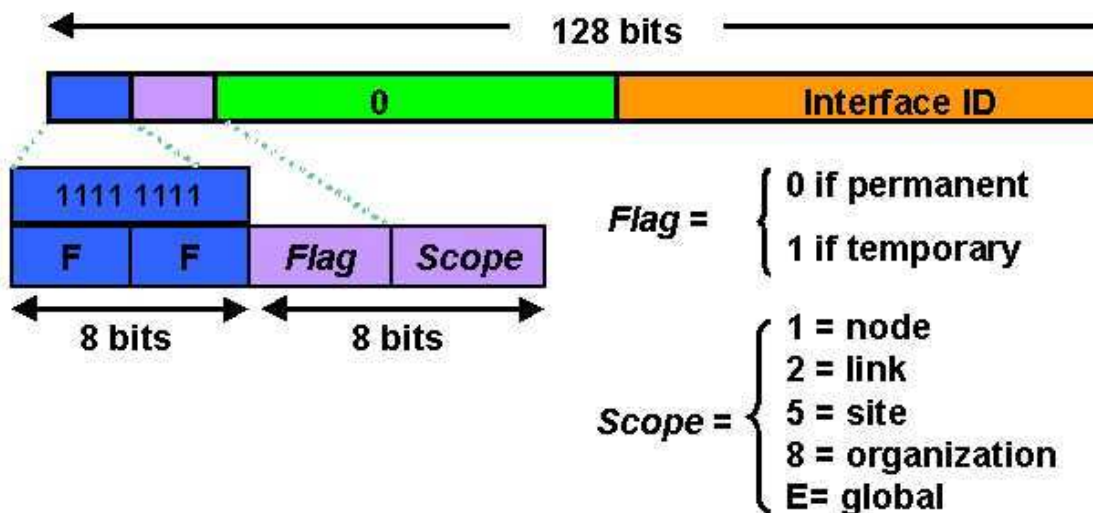 128 bits
0 Interface ID
1111 1111
F F Flag Scope
8 bits 8 bits
Flag =
0 if permanent
1 if temporary
Scope =
1 = node
2 = link
5 = site
8 = organization
E= global